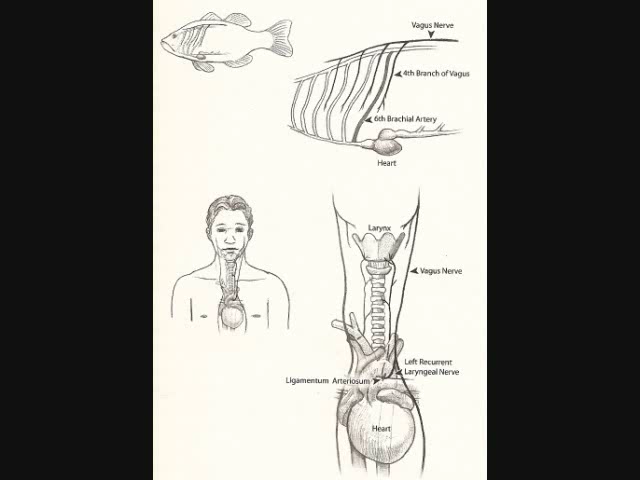 Vagus Nerve
4th Branch of Vagus
6th Brachial Artery
Heart
Larynx
Vagus Nerve
Left Recurrent
Laryngeal Nerve
Ligamentum Arteriosum
Heart